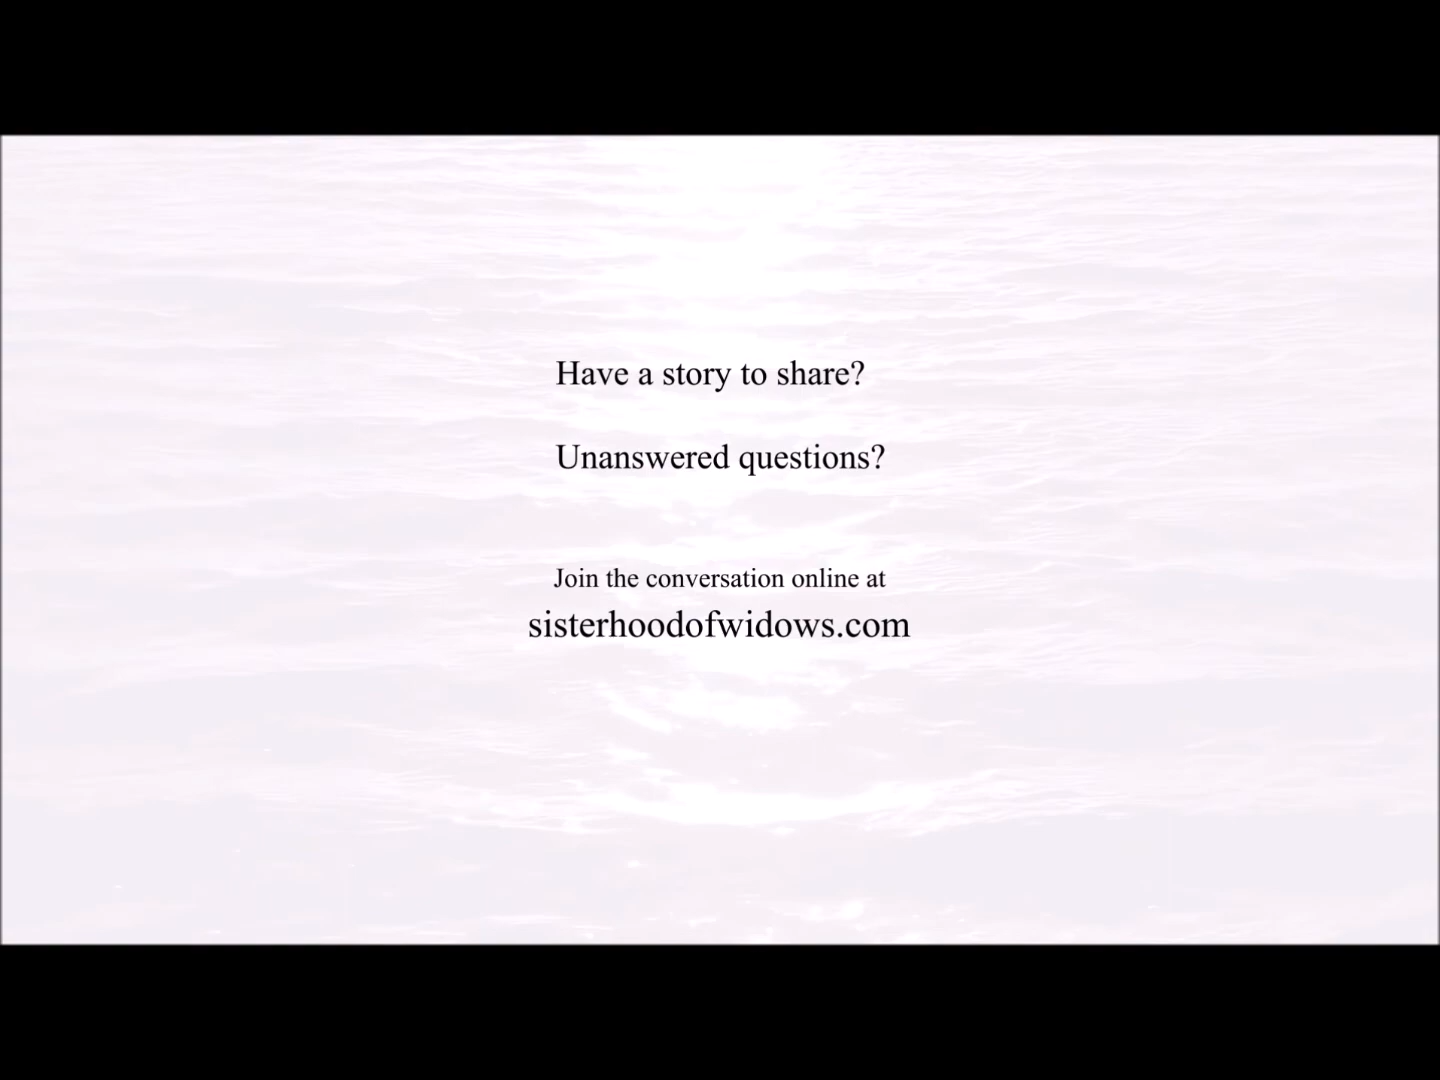 Have a story to share?
Unanswered questions?
Join the conversation online at
sisterhoodofwidows.com